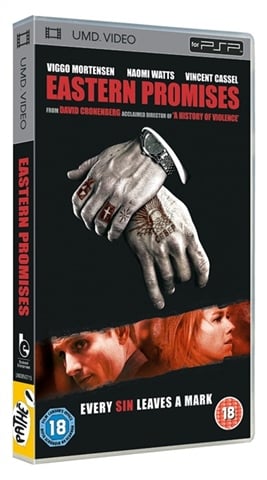 UMD VIDEO
for PSP
VIGGO MORTENSEN NAOMI WATTS VINCENT CASSEL
EASTERN PROMISES
FROM DAVID CRONENBERG ACCLAIMED DIRECTOR OF 'A HISTORY OF VIOLENCE'
EVERY SIN LEAVES A MARK
18
UMD VIDEO
EASTERN PROMISES
18
PATHÉ!